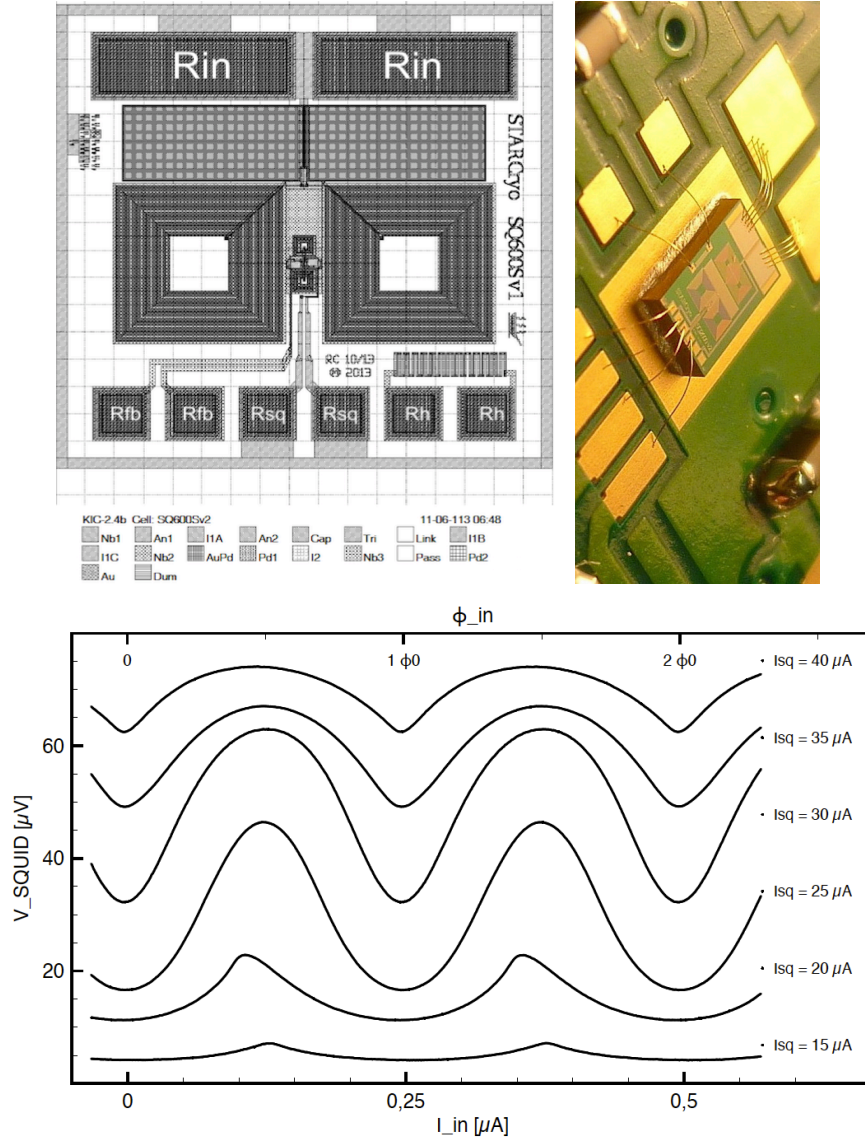 Rin Rin
STARCryo SQ600Sv1
RC 10/13
℗ 2013
Rfb Rfb Rsq Rsq Rh Rh
KIC-2.4b Cell: SQ600Sv2 11-06-113 06:48
Nb1 An1 I1A An2 Cap Tri Link I1B
I1C Nb2 AuPd Pd1 I2 Nb3 Pass Pd2
Au Dum
ϕ_in
0 1 ϕ0 2 ϕ0
Isq = 40 μA
Isq = 35 μA
Isq = 30 μA
Isq = 25 μA
Isq = 20 μA
Isq = 15 μA
V_SQUID [μV]
60
40
20
0 0,25 0,5
I_in [μA]